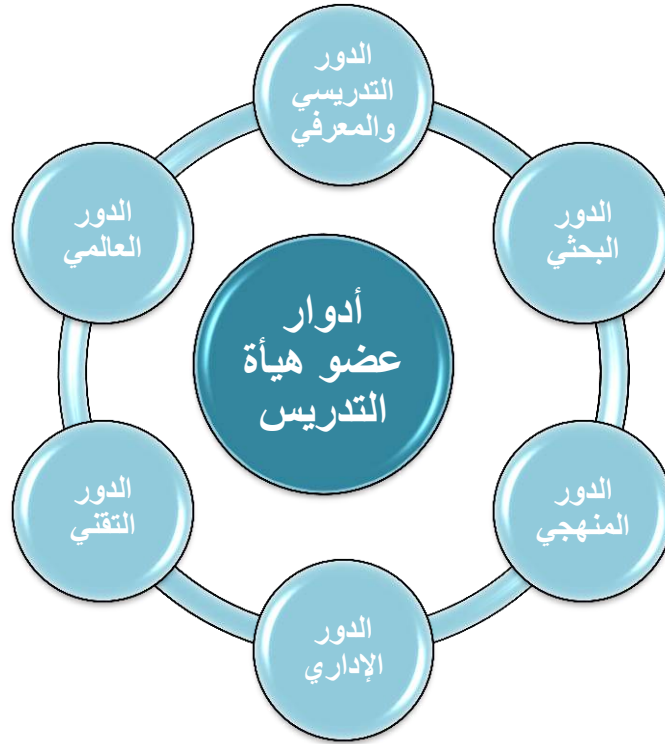 الدور
التدريسي
والمعرفي
الدور
البحثي
الدور
المنهجي
الدور
الإداري
الدور
التقني
الدور
العالمي
أدوار
عضو هيأة
التدريس